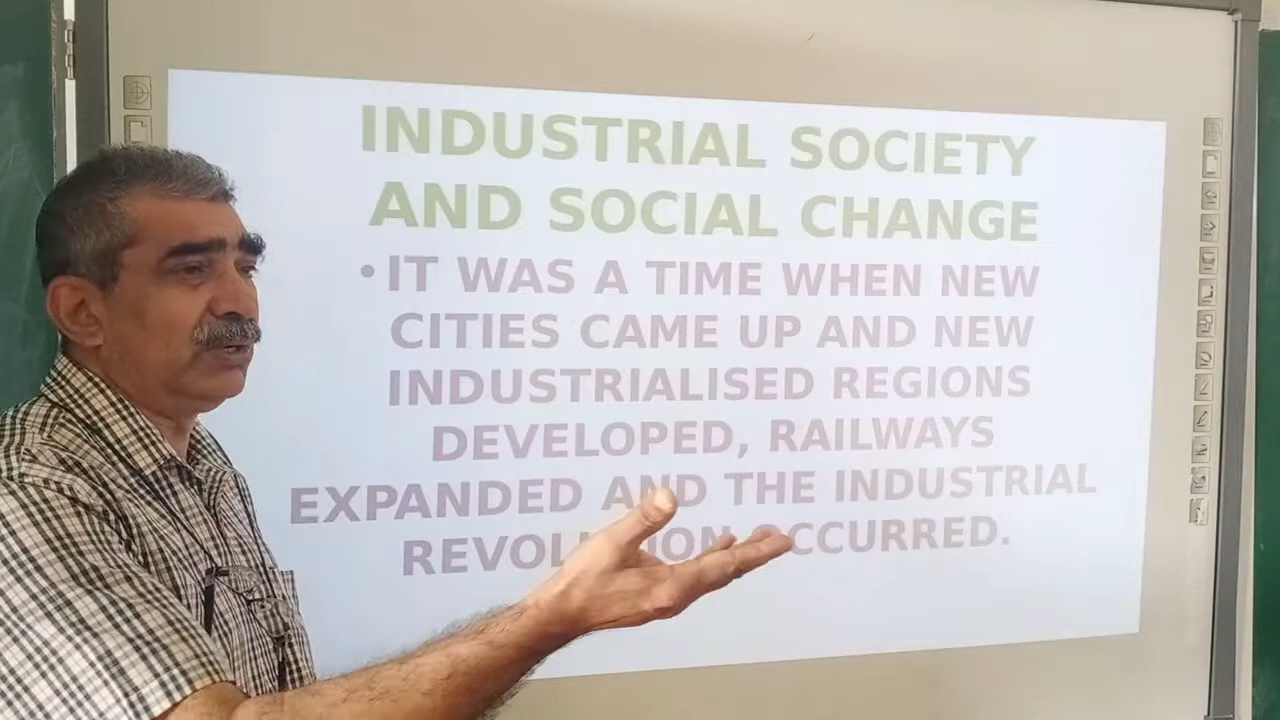 INDUSTRIAL SOCIETY
AND SOCIAL CHANGE
•IT WAS A TIME WHEN NEW
CITIES CAME UP AND NEW
INDUSTRIALISED REGIONS
DEVELOPED, RAILWAYS
EXPANDED AND THE INDUSTRIAL
REVOLUTION OCCURRED.